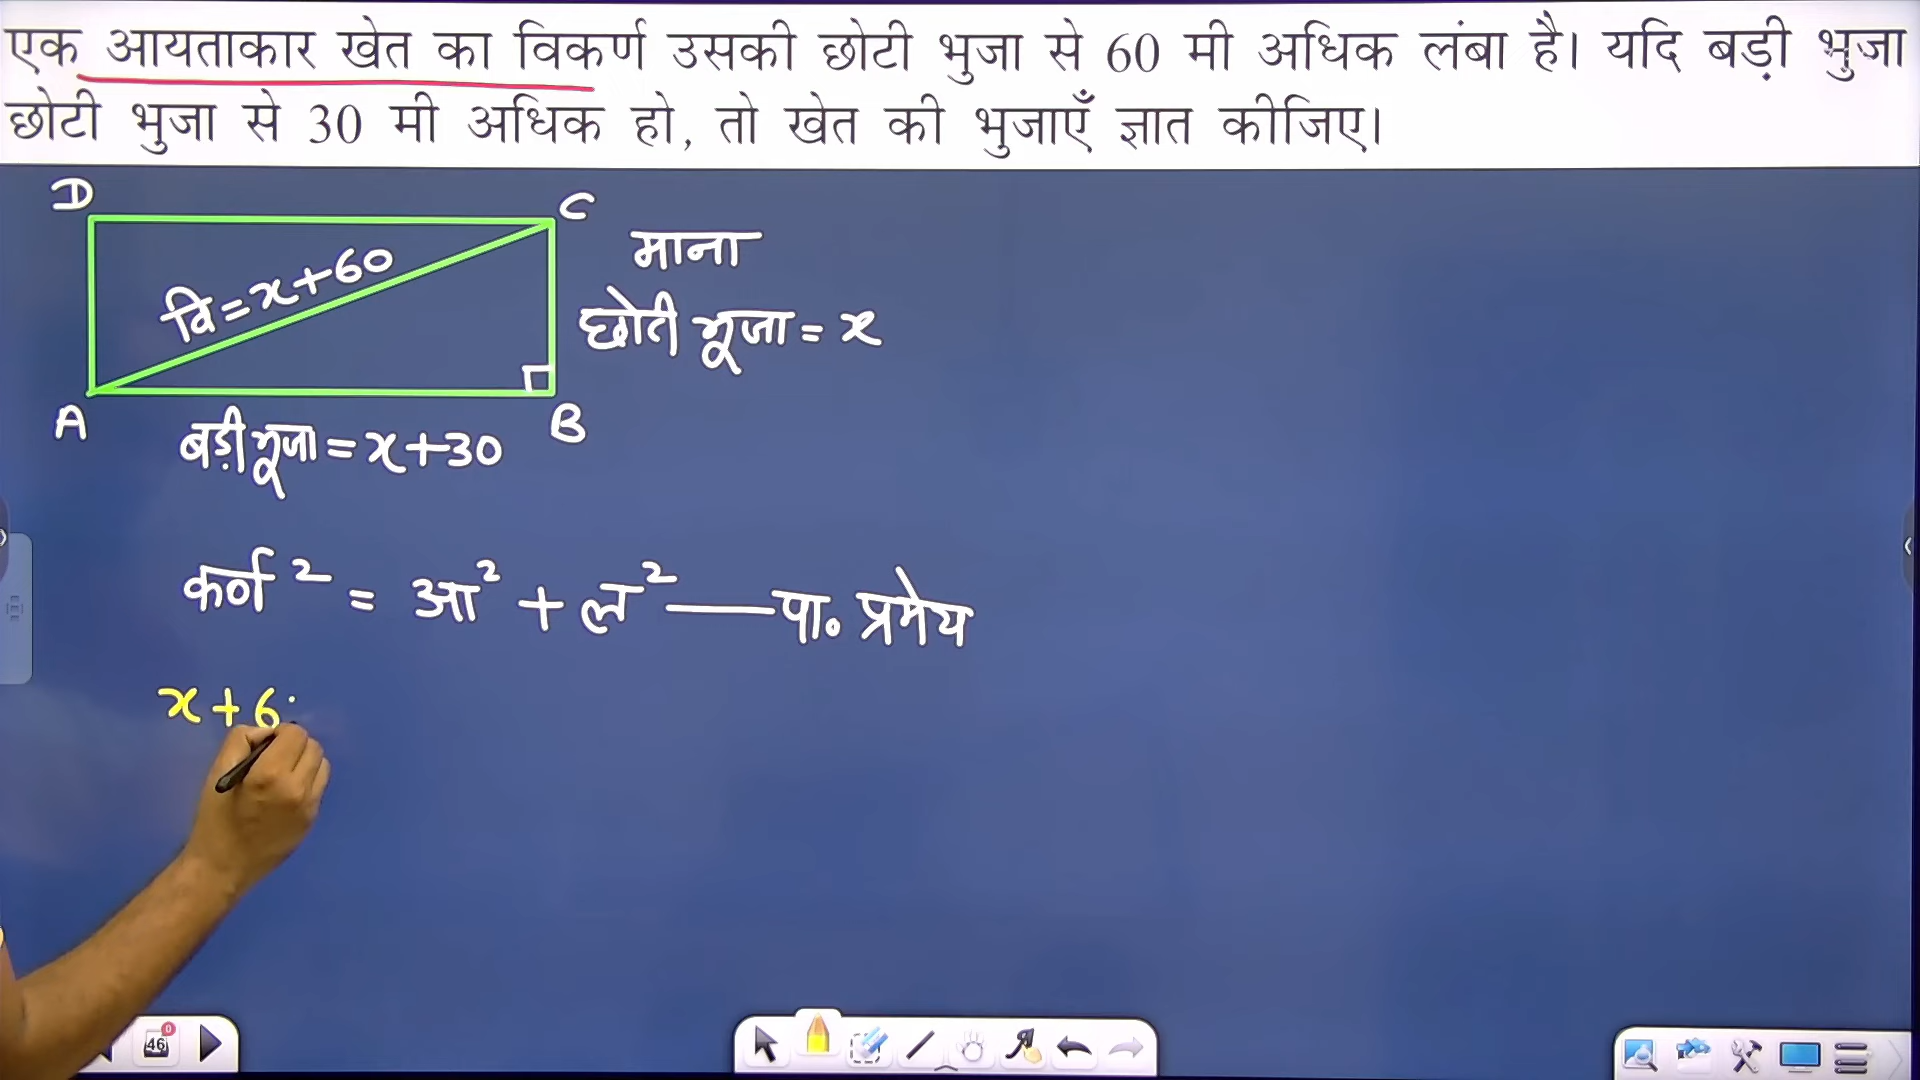 एक आयताकार खेत का विकर्ण उसकी छोटी भुजा से 60 मी अधिक लंबा है। यदि बड़ी भुजा
छोटी भुजा से 30 मी अधिक हो, तो खेत की भुजाएँ ज्ञात कीजिए।
D
C
वि=x+60
माना
छोटी भूजा = x
A
B
बड़ी भूजा = x+30
कर्ण² = आ² + ल² — पा. प्रमेय
x+6
46
0